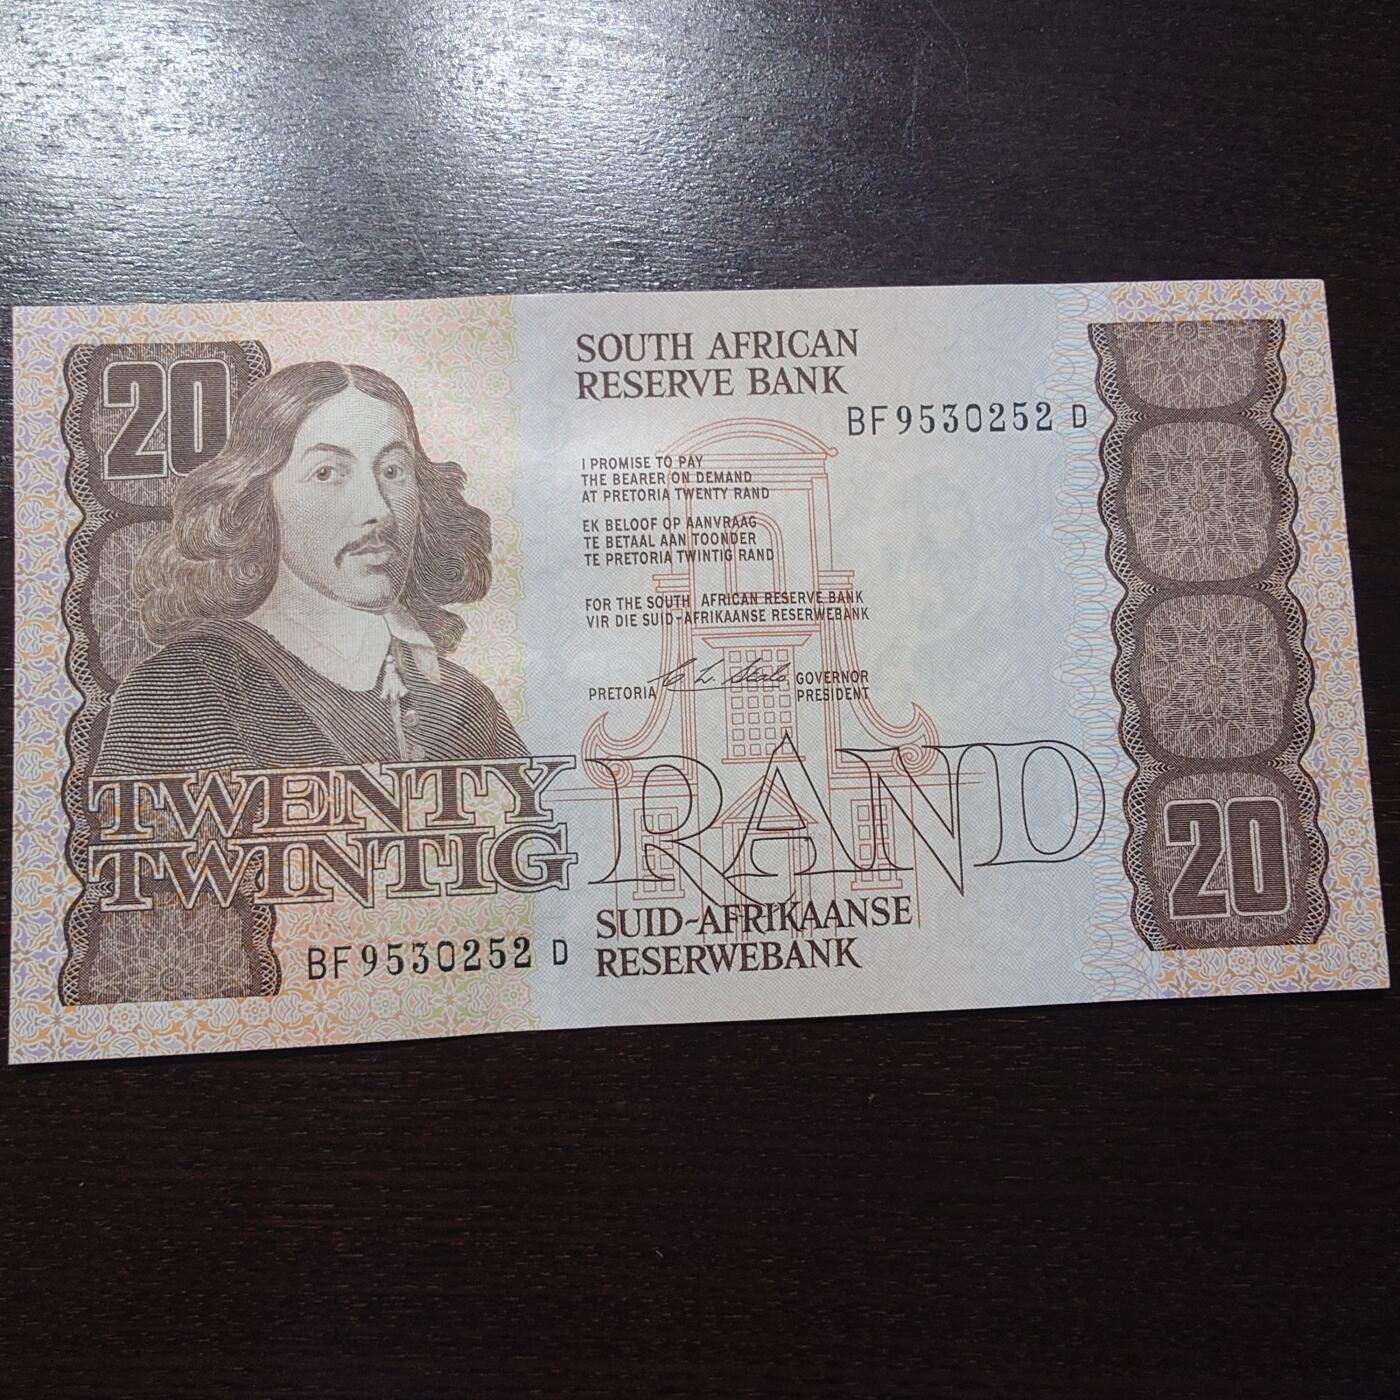 20
SOUTH AFRICAN
RESERVE BANK
BF9530252 D
I PROMISE TO PAY
THE BEARER ON DEMAND
AT PRETORIA TWENTY RAND
EK BELOOF OP AANVRAAG
TE BETAAL AAN TOONDER
TE PRETORIA TWINTIG RAND
FOR THE SOUTH AFRICAN RESERVE BANK
VIR DIE SUID-AFRIKAANSE RESERWEBANK
PRETORIA
GOVERNOR
PRESIDENT
TWENTY
TWINTIG
RAND
20
SUID-AFRIKAANSE
RESERWEBANK
BF9530252 D